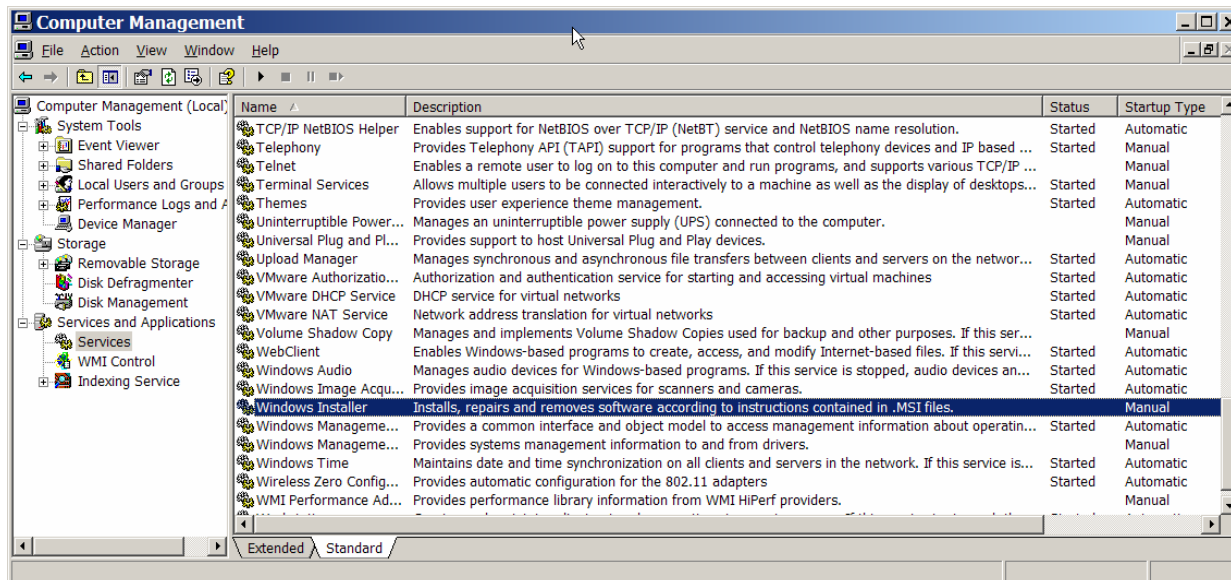 Computer Management
File Action View Window Help
Computer Management (Local)
System Tools
Event Viewer
Shared Folders
Local Users and Groups
Performance Logs and A
Device Manager
Storage
Removable Storage
Disk Defragmenter
Disk Management
Services and Applications
Services
WMI Control
Indexing Service
Name Description Status Startup Type
TCP/IP NetBIOS Helper Enables support for NetBIOS over TCP/IP (NetBT) service and NetBIOS name resolution. Started Automatic
Telephony Provides Telephony API (TAPI) support for programs that control telephony devices and IP based ... Started Manual
Telnet Enables a remote user to log on to this computer and run programs, and supports various TCP/IP ... Manual
Terminal Services Allows multiple users to be connected interactively to a machine as well as the display of desktops... Started Manual
Themes Provides user experience theme management. Started Automatic
Uninterruptible Power... Manages an uninterruptible power supply (UPS) connected to the computer. Manual
Universal Plug and Pl... Provides support to host Universal Plug and Play devices. Manual
Upload Manager Manages synchronous and asynchronous file transfers between clients and servers on the networ... Started Automatic
VMware Authorizatio... Authorization and authentication service for starting and accessing virtual machines Started Automatic
VMware DHCP Service DHCP service for virtual networks Started Automatic
VMware NAT Service Network address translation for virtual networks Started Automatic
Volume Shadow Copy Manages and implements Volume Shadow Copies used for backup and other purposes. If this ser... Manual
WebClient Enables Windows-based programs to create, access, and modify Internet-based files. If this servi... Started Automatic
Windows Audio Manages audio devices for Windows-based programs. If this service is stopped, audio devices an... Started Automatic
Windows Image Acqu... Provides image acquisition services for scanners and cameras. Started Automatic
Windows Installer Installs, repairs and removes software according to instructions contained in .MSI files. Manual
Windows Manageme... Provides a common interface and object model to access management information about operatin... Started Automatic
Windows Manageme... Provides systems management information to and from drivers. Manual
Windows Time Maintains date and time synchronization on all clients and servers in the network. If this service is... Started Automatic
Wireless Zero Config... Provides automatic configuration for the 802.11 adapters Started Automatic
WMI Performance Ad... Provides performance library information from WMI HiPerf providers. Manual
Extended Standard